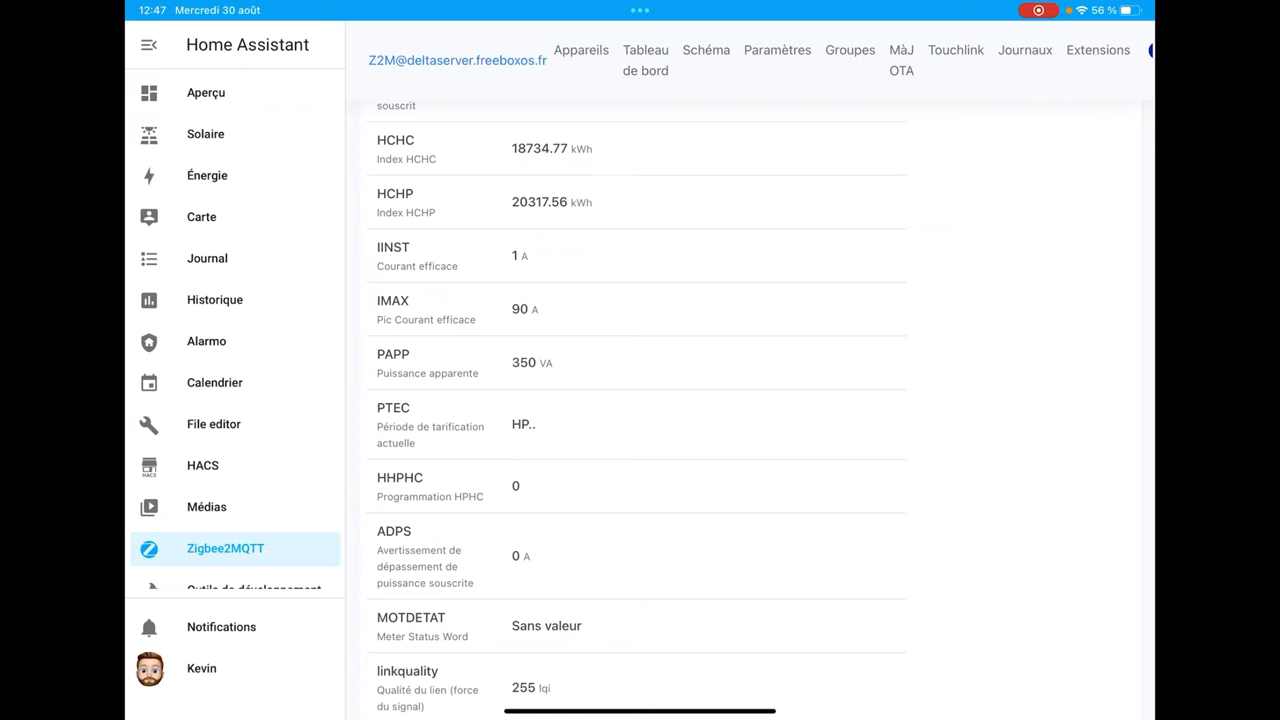 12:47 Mercredi 30 août
56 %
Home Assistant
Aperçu
Solaire
Énergie
Carte
Journal
Historique
Alarmo
Calendrier
File editor
HACS
HACS
Médias
Zigbee2MQTT
Outils de développement
Notifications
Kevin
Z2M@deltaserver.freeboxos.fr
Appareils
Tableau
de bord
Schéma
Paramètres
Groupes
MàJ
OTA
Touchlink
Journaux
Extensions
souscrit
HCHC
Index HCHC
18734.77 kWh
HCHP
Index HCHP
20317.56 kWh
IINST
Courant efficace
1 A
IMAX
Pic Courant efficace
90 A
PAPP
Puissance apparente
350 VA
PTEC
Période de tarification
actuelle
HP..
HHPHC
Programmation HPHC
0
ADPS
Avertissement de
dépassement de
puissance souscrite
0 A
MOTDETAT
Meter Status Word
Sans valeur
linkquality
Qualité du lien (force
du signal)
255 lqi